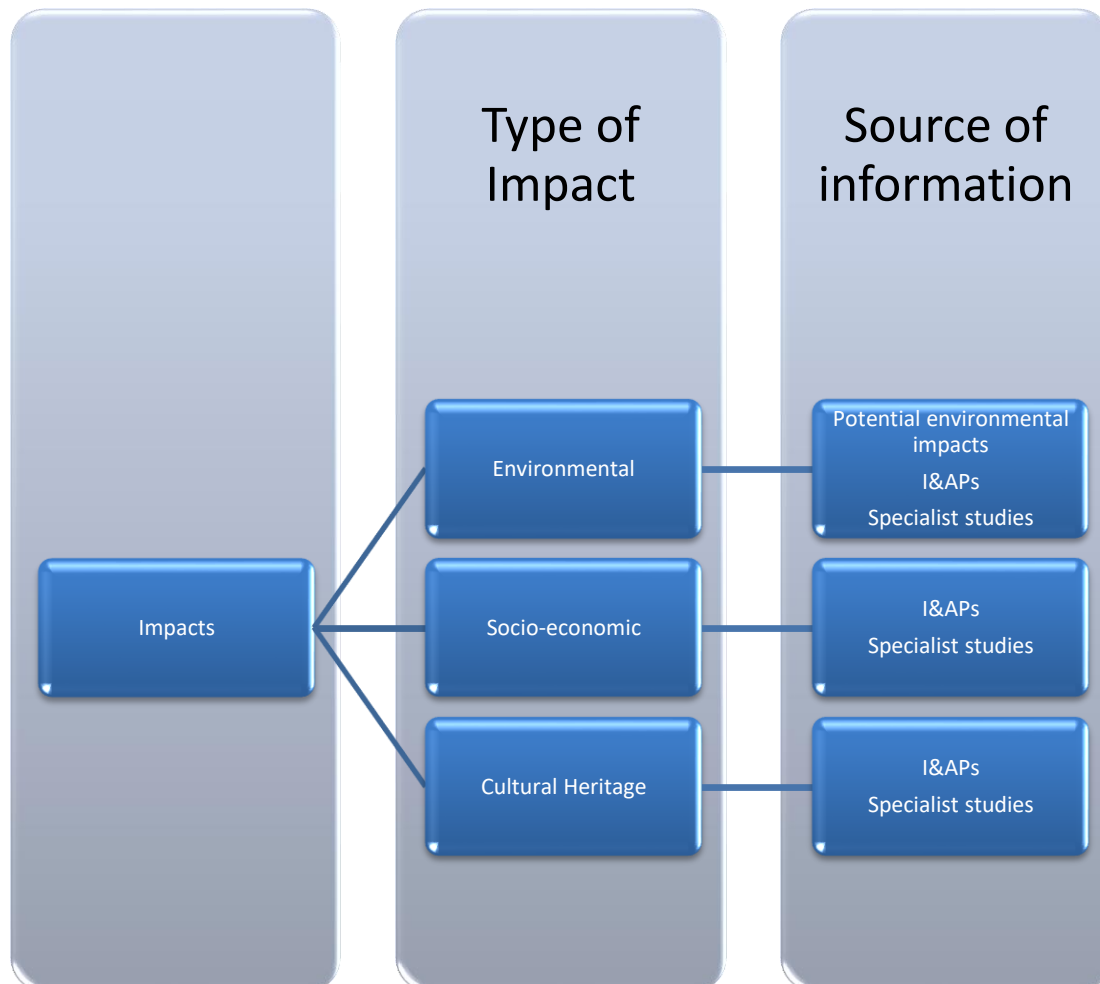 Type of
Impact
Source of
information
Impacts
Environmental
Potential environmental
impacts
I&APs
Specialist studies
Socio-economic
I&APs
Specialist studies
Cultural Heritage
I&APs
Specialist studies